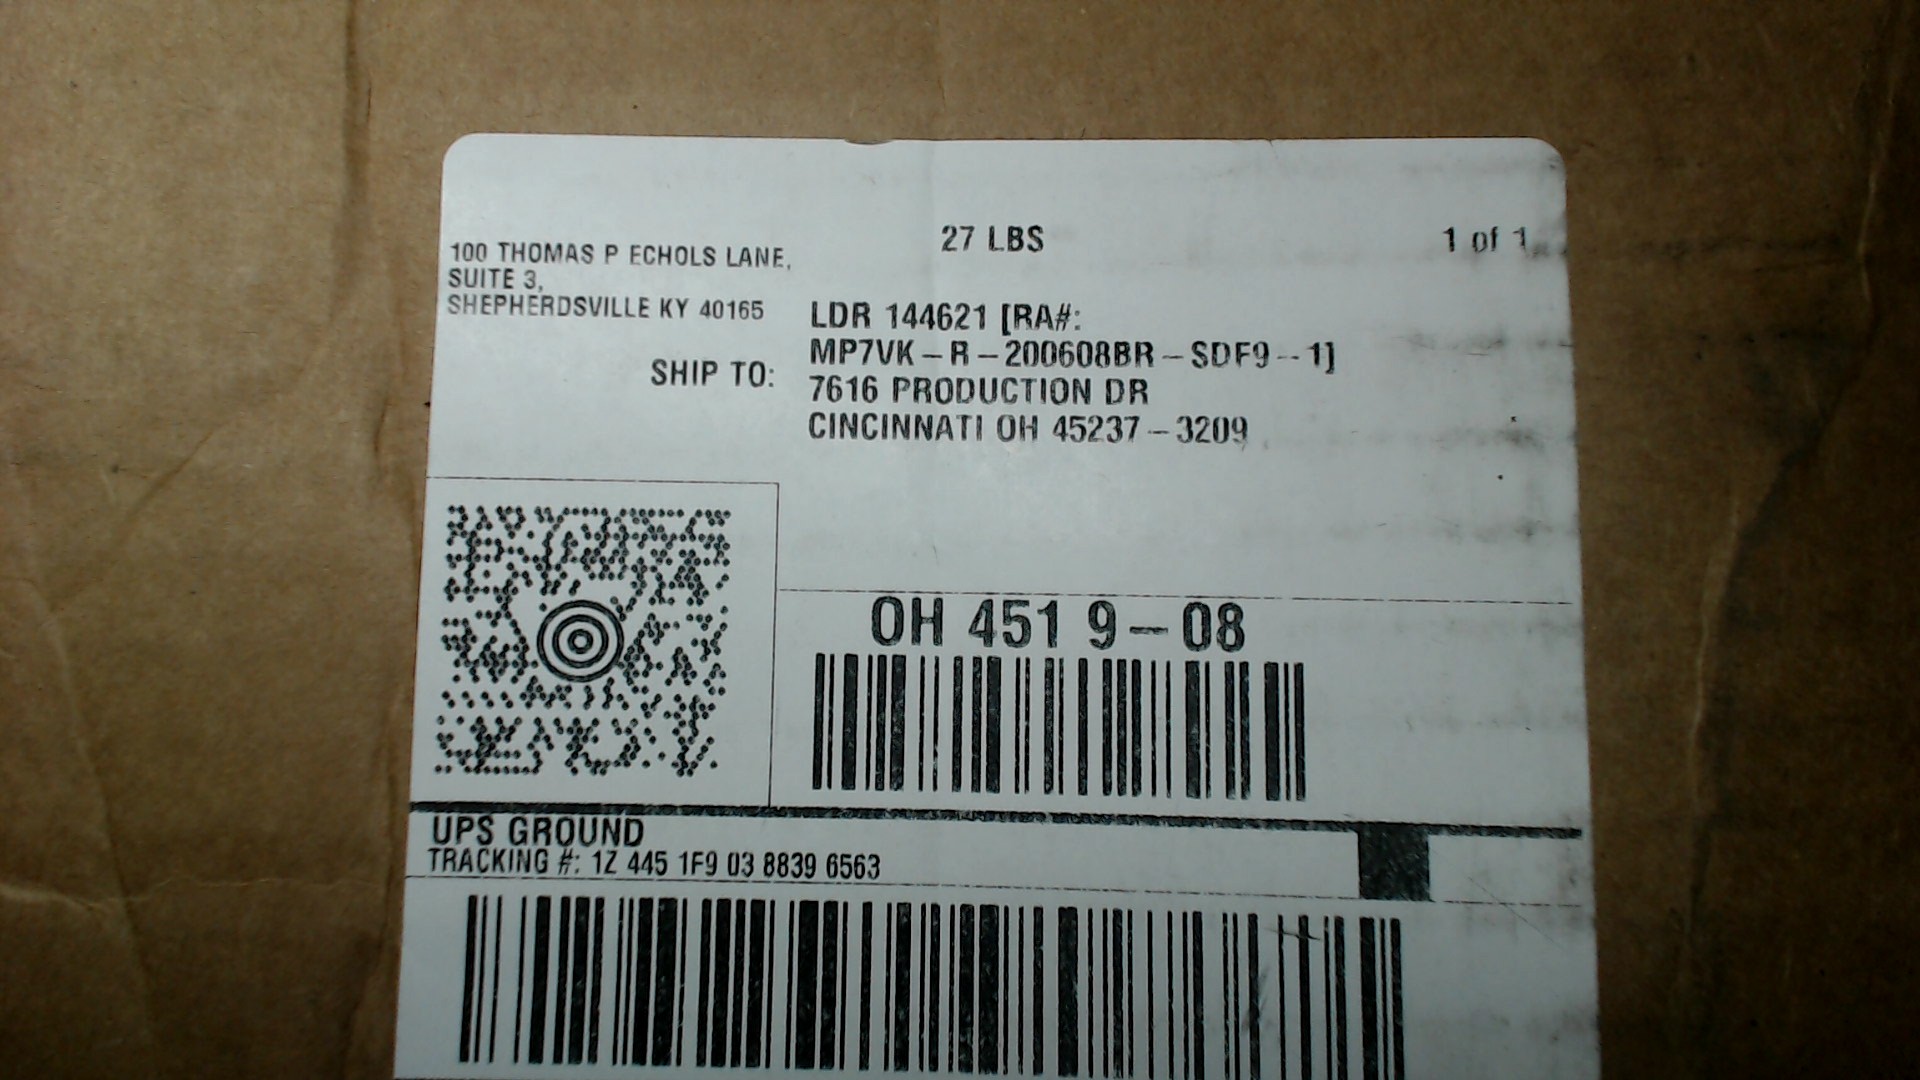 27 LBS
1 of 1
100 THOMAS P ECHOLS LANE,
SUITE 3,
SHEPHERDSVILLE KY 40165
SHIP TO:
LDR 144621 [RA#:
MP7VK-R-200608BR-SDF9--1]
7616 PRODUCTION DR
CINCINNATI OH 45237-3209
OH 451 9-08
UPS GROUND
TRACKING #: 1Z 445 1F9 03 8839 6563